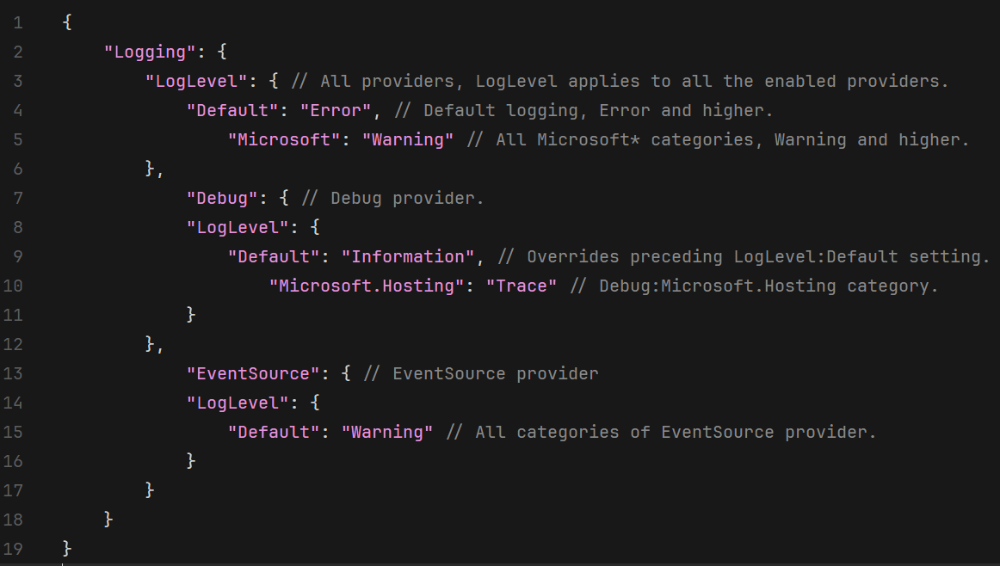 1 {
2     "Logging": {
3         "LogLevel": { // All providers, LogLevel applies to all the enabled providers.
4             "Default": "Error", // Default logging, Error and higher.
5                 "Microsoft": "Warning" // All Microsoft* categories, Warning and higher.
6         },
7             "Debug": { // Debug provider.
8             "LogLevel": {
9                 "Default": "Information", // Overrides preceding LogLevel:Default setting.
10                     "Microsoft.Hosting": "Trace" // Debug:Microsoft.Hosting category.
11             }
12         },
13             "EventSource": { // EventSource provider
14             "LogLevel": {
15                 "Default": "Warning" // All categories of EventSource provider.
16             }
17         }
18     }
19 }